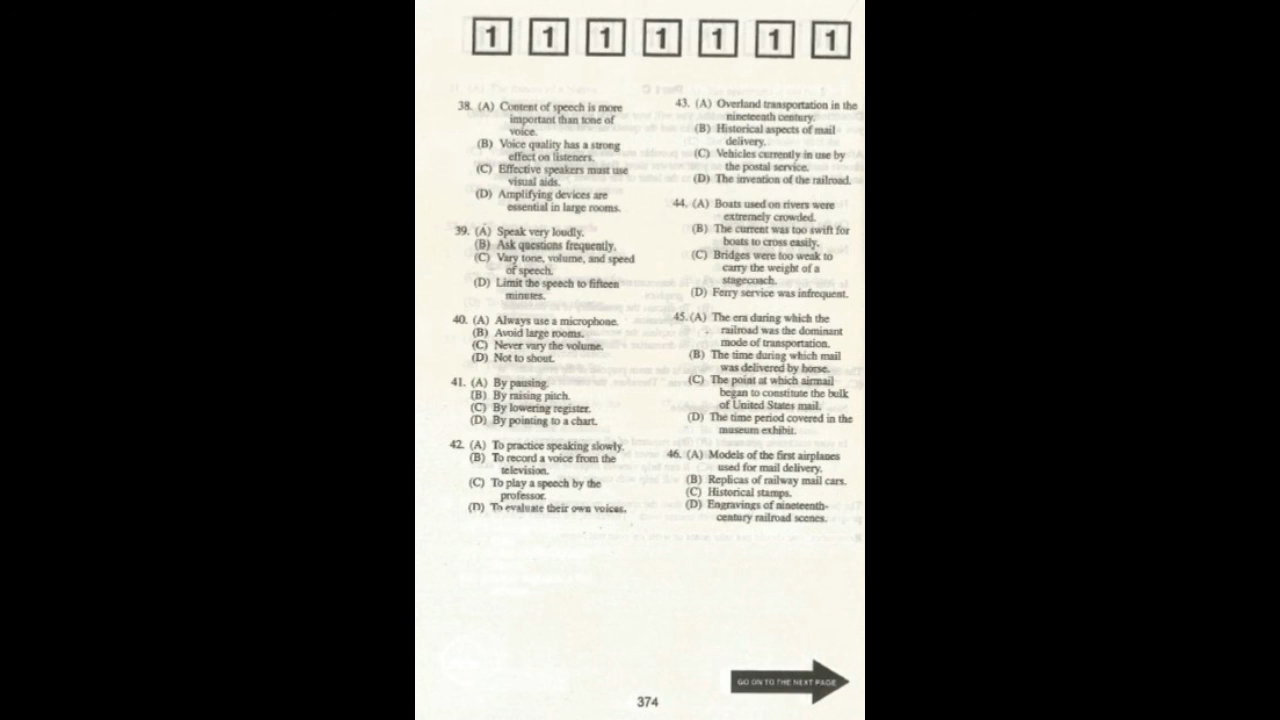 1 1 1 1 1 1 1
38. (A) Content of speech is more
important than tone of
voice.
(B) Voice quality has a strong
effect on listeners.
(C) Effective speakers must use
visual aids.
(D) Amplifying devices are
essential in large rooms.
39. (A) Speak very loudly.
(B) Ask questions frequently.
(C) Vary tone, volume, and speed
of speech.
(D) Limit the speech to fifteen
minutes.
40. (A) Always use a microphone.
(B) Avoid large rooms.
(C) Never vary the volume.
(D) Not to shout.
41. (A) By pausing.
(B) By raising pitch.
(C) By lowering register.
(D) By pointing to a chart.
42. (A) To practice speaking slowly.
(B) To record a voice from the
television.
(C) To play a speech by the
professor.
(D) To evaluate their own voices.
43. (A) Overland transportation in the
nineteenth century.
(B) Historical aspects of mail
delivery.
(C) Vehicles currently in use by
the postal service.
(D) The invention of the railroad.
44. (A) Boats used on rivers were
extremely crowded.
(B) The current was too swift for
boats to cross easily.
(C) Bridges were too weak to
carry the weight of a
stagecoach.
(D) Ferry service was infrequent.
45. (A) The era during which the
railroad was the dominant
mode of transportation.
(B) The time during which mail
was delivered by horse.
(C) The point at which airmail
began to constitute the bulk
of United States mail.
(D) The time period covered in the
museum exhibit.
46. (A) Models of the first airplanes
used for mail delivery.
(B) Replicas of railway mail cars.
(C) Historical stamps.
(D) Engravings of nineteenth-
century railroad scenes.
GO ON TO THE NEXT PAGE
374